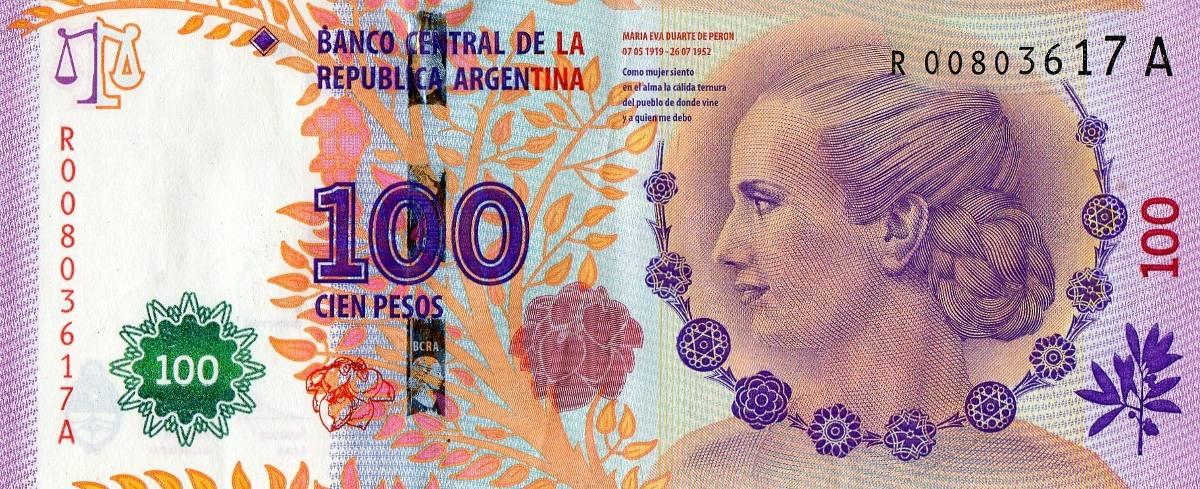 BANCO CENTRAL DE LA
REPUBLICA ARGENTINA
MARIA EVA DUARTE DE PERON
07 05 1919 - 26 07 1952
Como mujer siento
en el alma la cálida ternura
del pueblo de donde vine
y a quien me debo
R 00803617 A
R00803617A
100
CIEN PESOS
100
BCRA
100